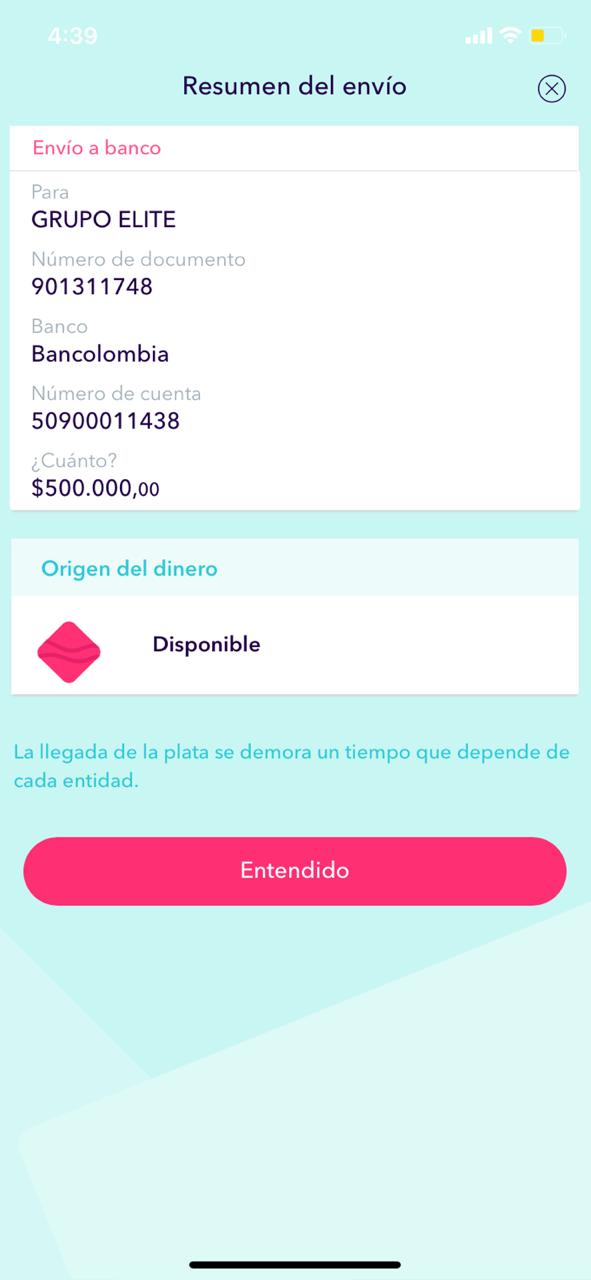 4:39
Resumen del envío
Envío a banco
Para
GRUPO ELITE
Número de documento
901311748
Banco
Bancolombia
Número de cuenta
50900011438
¿Cuánto?
$500.000,00
Origen del dinero
Disponible
La llegada de la plata se demora un tiempo que depende de
cada entidad.
Entendido